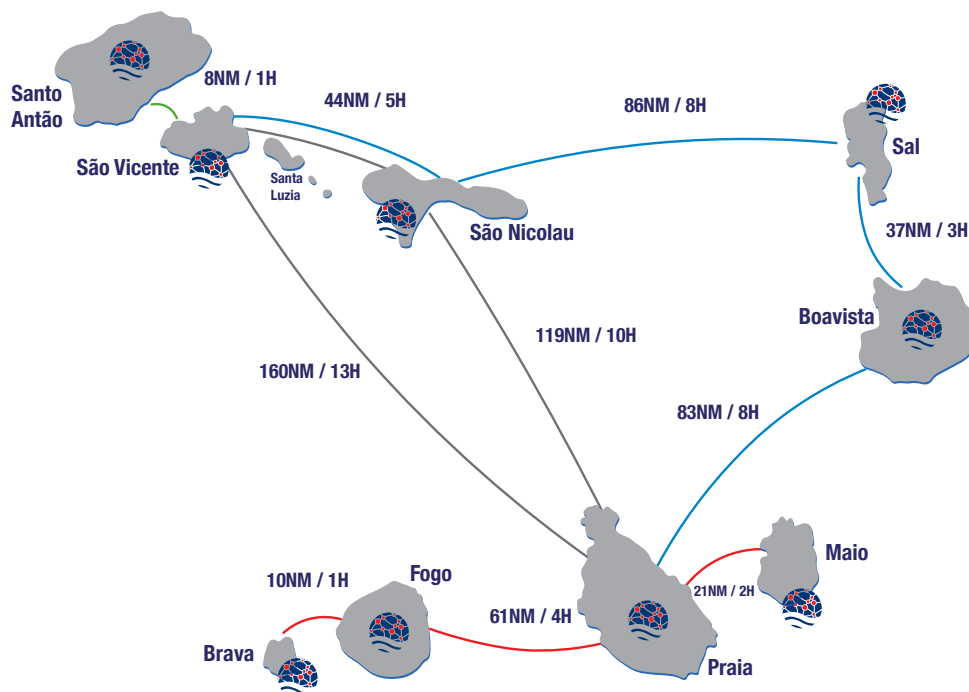 8NM / 1H
Santo
Antão
44NM / 5H
86NM / 8H
Sal
São Vicente
Santa
Luzia
São Nicolau
37NM / 3H
Boavista
119NM / 10H
160NM / 13H
83NM / 8H
Maio
Fogo
10NM / 1H
21NM / 2H
61NM / 4H
Brava
Praia